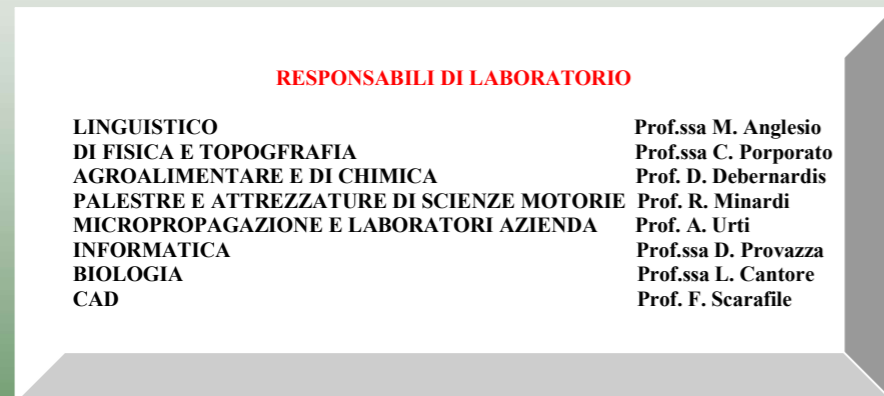 RESPONSABILI DI LABORATORIO
LINGUISTICO Prof.ssa M. Anglesio
DI FISICA E TOPOGFRAFIA Prof.ssa C. Porporato
AGROALIMENTARE E DI CHIMICA Prof. D. Debernardis
PALESTRE E ATTREZZATURE DI SCIENZE MOTORIE Prof. R. Minardi
MICROPROPAGAZIONE E LABORATORI AZIENDA Prof. A. Urti
INFORMATICA Prof.ssa D. Provazza
BIOLOGIA Prof.ssa L. Cantore
CAD Prof. F. Scarafile